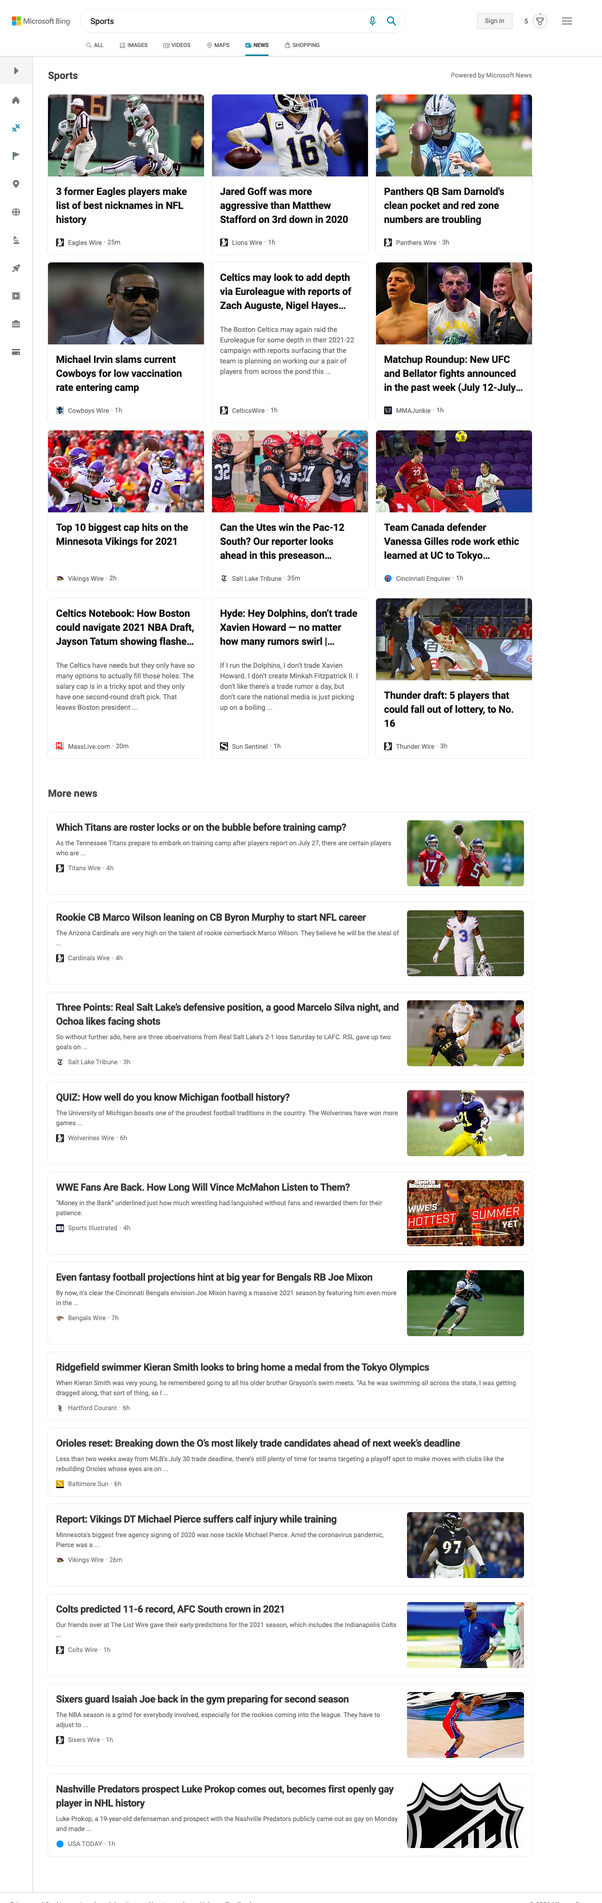 Microsoft Bing
Sports
Sign in
5
ALL
IMAGES
VIDEOS
MAPS
NEWS
SHOPPING
Sports
Powered by Microsoft News
3 former Eagles players make
list of best nicknames in NFL
history
Eagles Wire · 25m
Jared Goff was more
aggressive than Matthew
Stafford on 3rd down in 2020
Lions Wire · 1h
Panthers QB Sam Darnold's
clean pocket and red zone
numbers are troubling
Panthers Wire · 3h
Michael Irvin slams current
Cowboys for low vaccination
rate entering camp
Cowboys Wire · 1h
Celtics may look to add depth
via Euroleague with reports of
Zach Auguste, Nigel Hayes...
The Boston Celtics may again raid the
Euroleague for some depth in their 2021-22
campaign with reports surfacing that the
team is planning on working our a pair of
players from across the pond this ...
CelticsWire · 1h
Matchup Roundup: New UFC
and Bellator fights announced
in the past week (July 12-July...
MMAJunkie · 1h
Top 10 biggest cap hits on the
Minnesota Vikings for 2021
Vikings Wire · 2h
Can the Utes win the Pac-12
South? Our reporter looks
ahead in this preseason...
Salt Lake Tribune · 35m
Team Canada defender
Vanessa Gilles rode work ethic
learned at UC to Tokyo...
Cincinnati Enquirer · 1h
Celtics Notebook: How Boston
could navigate 2021 NBA Draft,
Jayson Tatum showing flashe...
The Celtics have needs but they only have so
many options to actually fill those holes: The
salary cap is in a tricky spot and they only
have one second-round draft pick. That
leaves Boston president ...
MassLive.com · 20m
Hyde: Hey Dolphins, don't trade
Xavien Howard — no matter
how many rumors swirl |...
If I run the Dolphins, I don't trade Xavien
Howard. I don't create Minkah Fitzpatrick II. I
don't like there's a trade rumor a day, but
don't care the national media is just picking
up on a boiling ...
Sun Sentinel · 1h
Thunder draft: 5 players that
could fall out of lottery, to No.
16
Thunder Wire · 3h
More news
Which Titans are roster locks or on the bubble before training camp?
As the Tennessee Titans prepare to embark on training camp after players report on July 27, there are certain players
who are ...
Titans Wire · 4h
Rookie CB Marco Wilson leaning on CB Byron Murphy to start NFL career
The Arizona Cardinals are very high on the talent of rookie cornerback Marco Wilson. They believe he will be the steal of
...
Cardinals Wire · 4h
Three Points: Real Salt Lake's defensive position, a good Marcelo Silva night, and
Ochoa likes facing shots
So without further ado, here are three observations from Real Salt Lake's 2-1 loss Saturday to LAFC. RSL gave up two
goals on ...
Salt Lake Tribune · 3h
QUIZ: How well do you know Michigan football history?
The University of Michigan boasts one of the proudest football traditions in the country. The Wolverines have won more
games ...
Wolverines Wire · 6h
WWE Fans Are Back. How Long Will Vince McMahon Listen to Them?
"Money in the Bank" underlined just how much wrestling had languished without fans and rewarded them for their
patience.
Sports Illustrated · 4h
Sports Illustrated
WWE'S
HOTTEST SUMMER
YET
Even fantasy football projections hint at big year for Bengals RB Joe Mixon
By now, it's clear the Cincinnati Bengals envision Joe Mixon having a massive 2021 season by featuring him even more
in the ...
Bengals Wire · 7h
Ridgefield swimmer Kieran Smith looks to bring home a medal from the Tokyo Olympics
When Kieran Smith was very young, he remembered going to all his older brother Grayson's swim meets. "As he was swimming all across the state, I was getting
dragged along, that sort of thing, so I ...
Hartford Courant · 6h
Orioles reset: Breaking down the O's most likely trade candidates ahead of next week's deadline
Less than two weeks away from MLB's July 30 trade deadline, there's still plenty of time for teams targeting a playoff spot to make moves with clubs like the
rebuilding Orioles whose eyes are on ...
Baltimore Sun · 6h
Report: Vikings DT Michael Pierce suffers calf injury while training
Minnesota's biggest free agency signing of 2020 was nose tackle Michael Pierce. Amid the coronavirus pandemic,
Pierce was a ...
Vikings Wire · 26m
Colts predicted 11-6 record, AFC South crown in 2021
Our friends over at The List Wire gave their early predictions for the 2021 season, which includes the Indianapolis Colts
...
Colts Wire · 1h
Sixers guard Isaiah Joe back in the gym preparing for second season
The NBA season is a grind for everybody involved, especially for the rookies coming into the league. They have to
adjust to ...
Sixers Wire · 1h
Nashville Predators prospect Luke Prokop comes out, becomes first openly gay
player in NHL history
Luke Prokop, a 19-year-old defenseman and prospect with the Nashville Predators publicly came out as gay on Monday
and made ...
USA TODAY · 1h